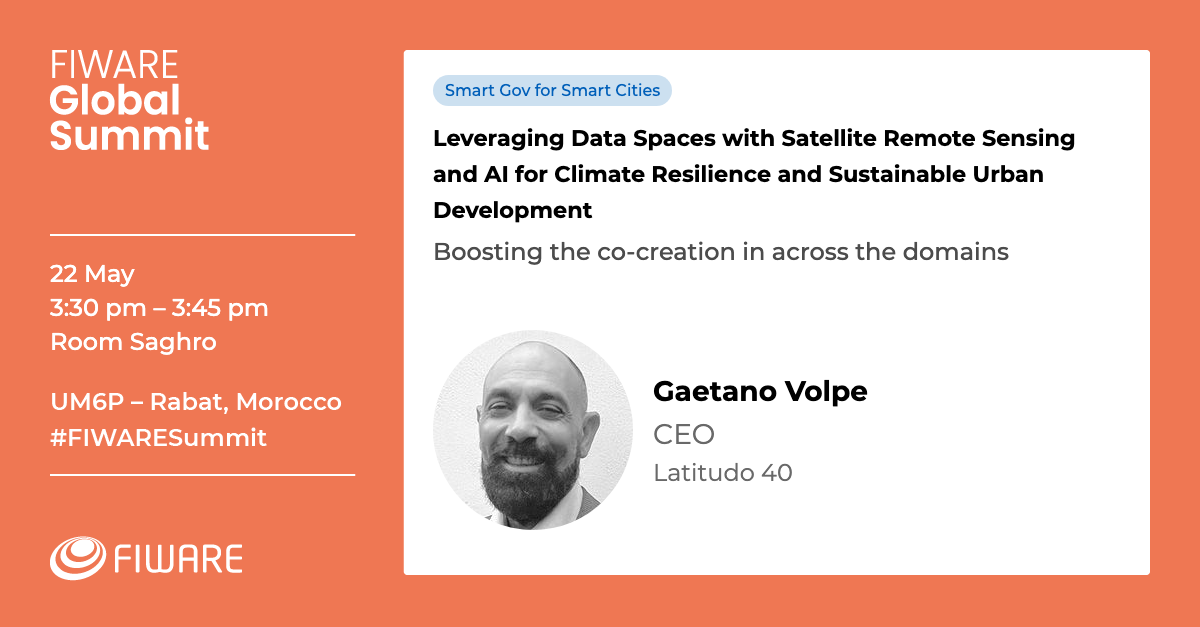 FIWARE
Global
Summit
22 May
3:30 pm – 3:45 pm
Room Saghro
UM6P – Rabat, Morocco
#FIWARESummit
FIWARE
Smart Gov for Smart Cities
Leveraging Data Spaces with Satellite Remote Sensing
and AI for Climate Resilience and Sustainable Urban
Development
Boosting the co-creation in across the domains
Gaetano Volpe
CEO
Latitudo 40